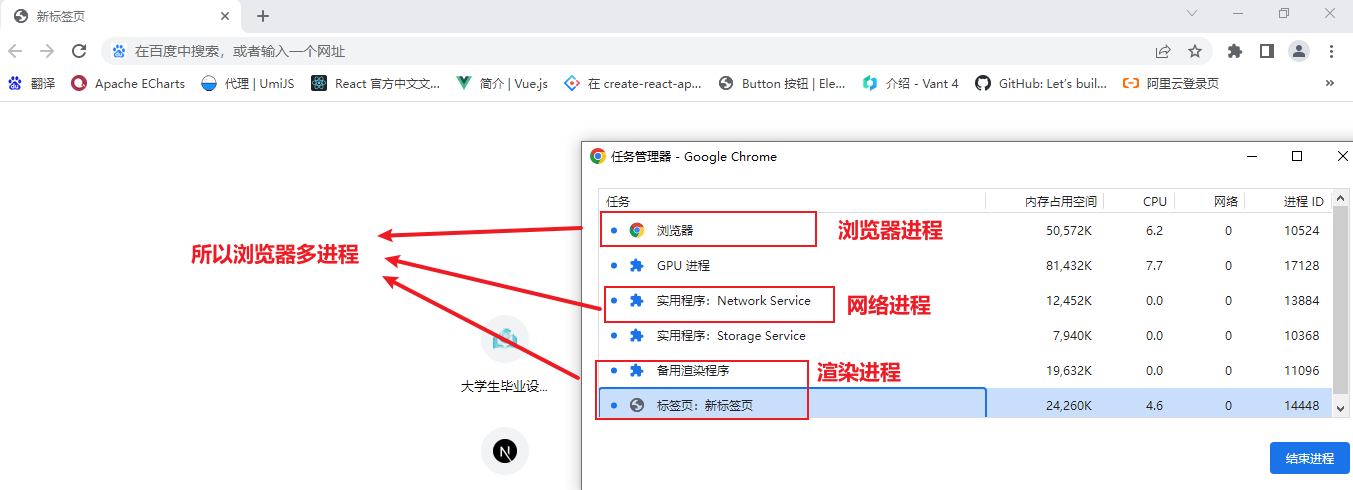 新标签页
在百度中搜索，或者输入一个网址
翻译 Apache ECharts 代理 | UmiJS React 官方中文文... 简介 | Vue.js 在 create-react-ap... Button 按钮 | Ele... 介绍 - Vant 4 GitHub: Let's buil... 阿里云登录页 »
任务管理器 - Google Chrome
任务 内存占用空间 CPU 网络 进程 ID
浏览器 浏览器进程 50,572K 6.2 0 10524
所以浏览器多进程
GPU 进程 81,432K 7.7 0 17128
实用程序：Network Service 网络进程 12,452K 0.0 0 13884
实用程序：Storage Service 7,940K 0.0 0 10368
备用渲染程序 渲染进程 19,632K 0.0 0 11096
大学生毕业设...
标签页：新标签页 24,260K 4.6 0 14448
N
结束进程